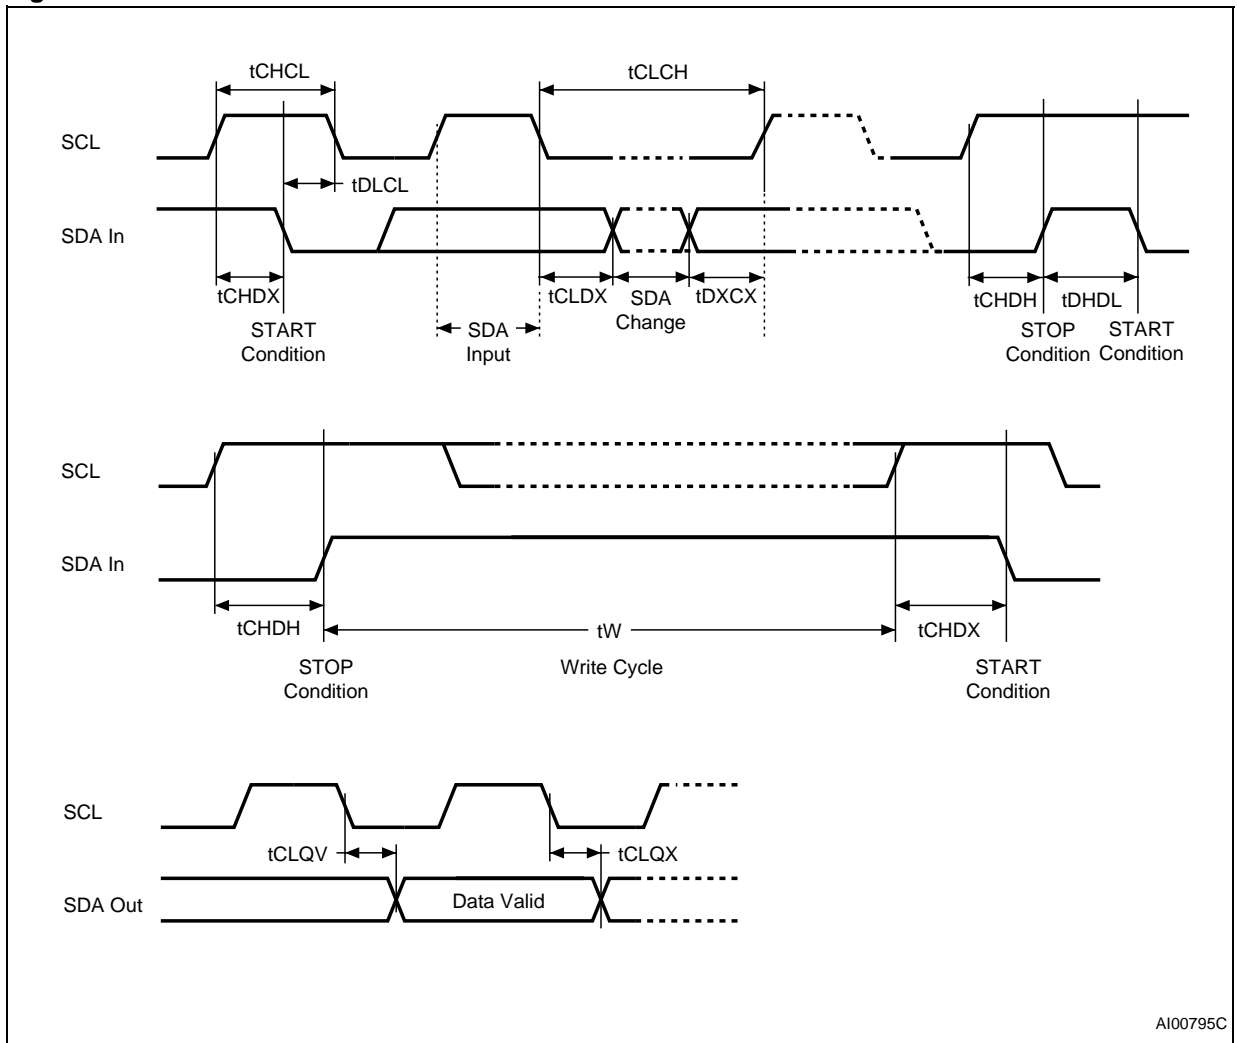 tCHCL
tCLCH
SCL
tDLCL
SDA In
tCHDX
tCLDX
SDA
Change
tDXCX
tCHDH
tDHDL
START
Condition
SDA
Input
STOP
Condition
START
Condition
SCL
SDA In
tCHDH
tW
tCHDX
STOP
Condition
Write Cycle
START
Condition
SCL
tCLQV
tCLQX
SDA Out
Data Valid
AI00795C